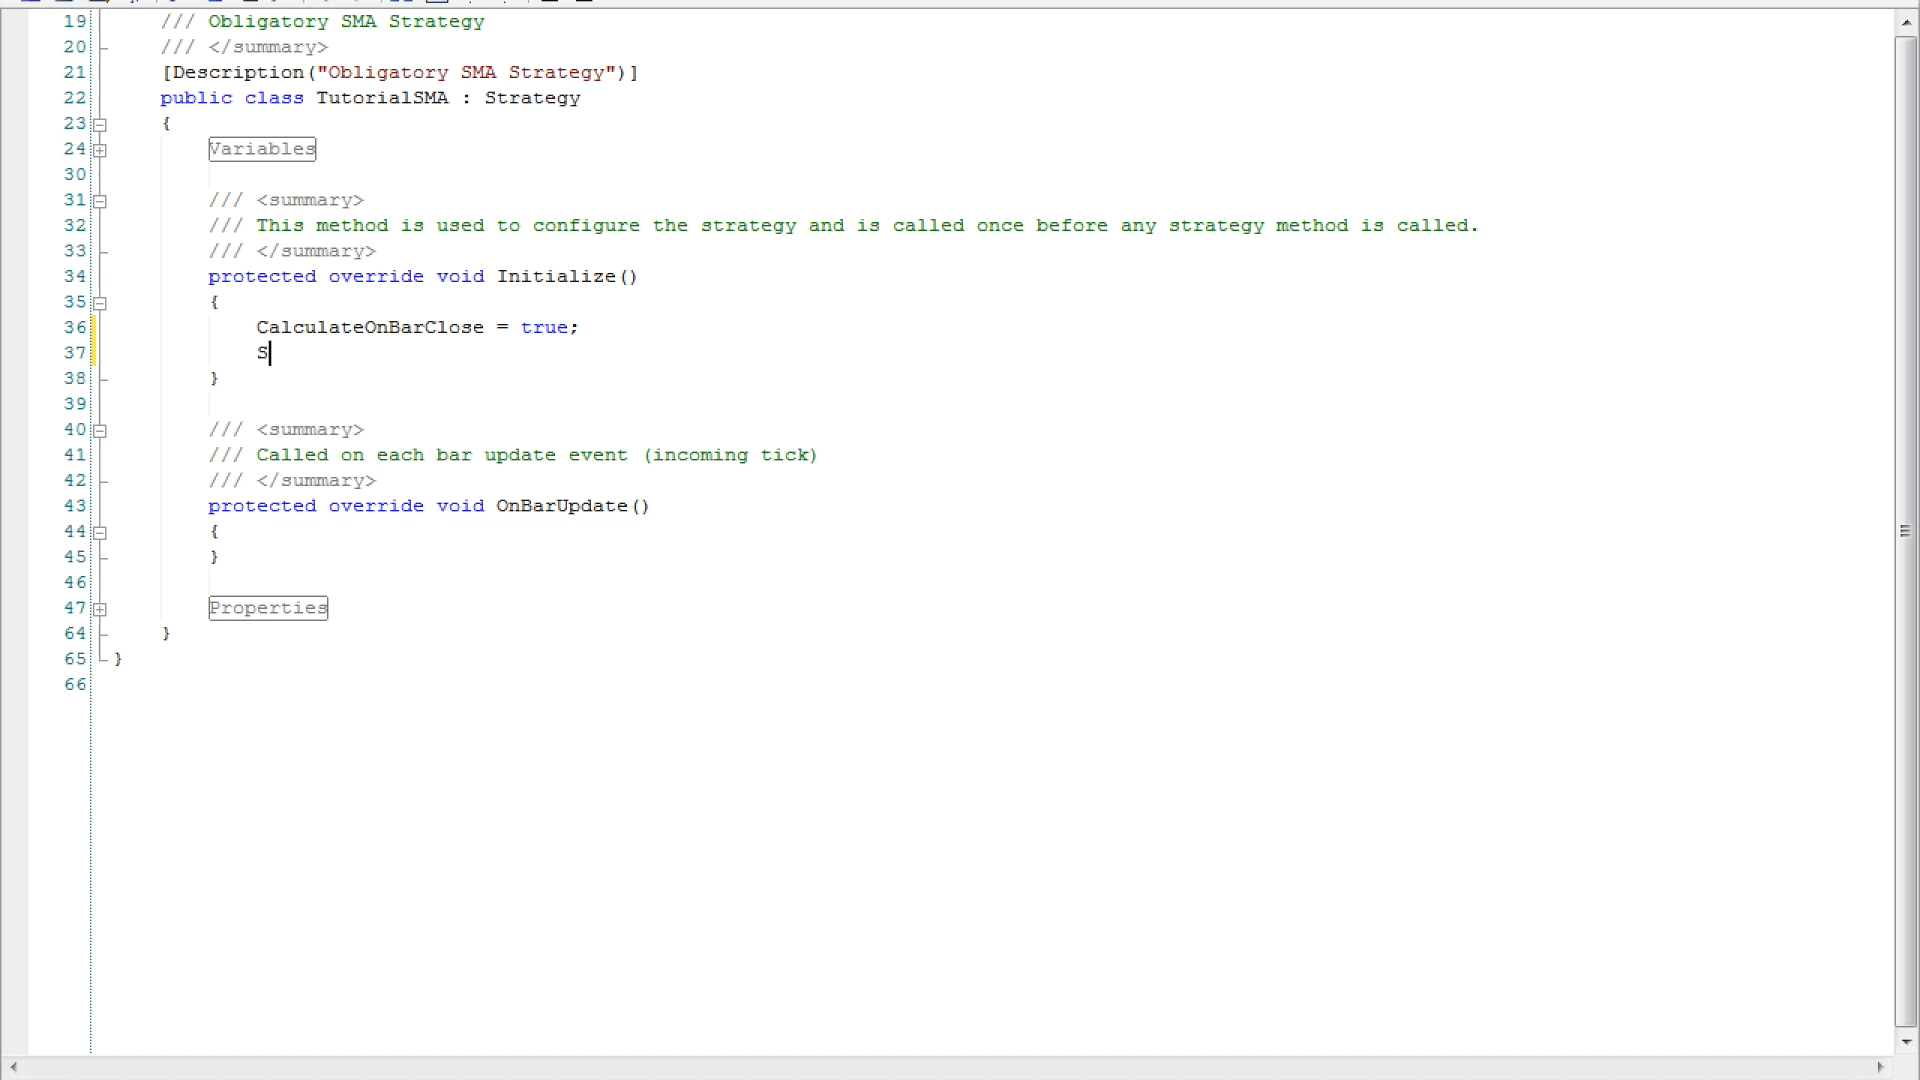 19 /// Obligatory SMA Strategy
20 /// </summary>
21 [Description("Obligatory SMA Strategy")]
22 public class TutorialSMA : Strategy
23 {
24 Variables
30
31 /// <summary>
32 /// This method is used to configure the strategy and is called once before any strategy method is called.
33 /// </summary>
34 protected override void Initialize()
35 {
36 CalculateOnBarClose = true;
37 S
38 }
39
40 /// <summary>
41 /// Called on each bar update event (incoming tick)
42 /// </summary>
43 protected override void OnBarUpdate()
44 {
45 }
46
47 Properties
64 }
65 }
66